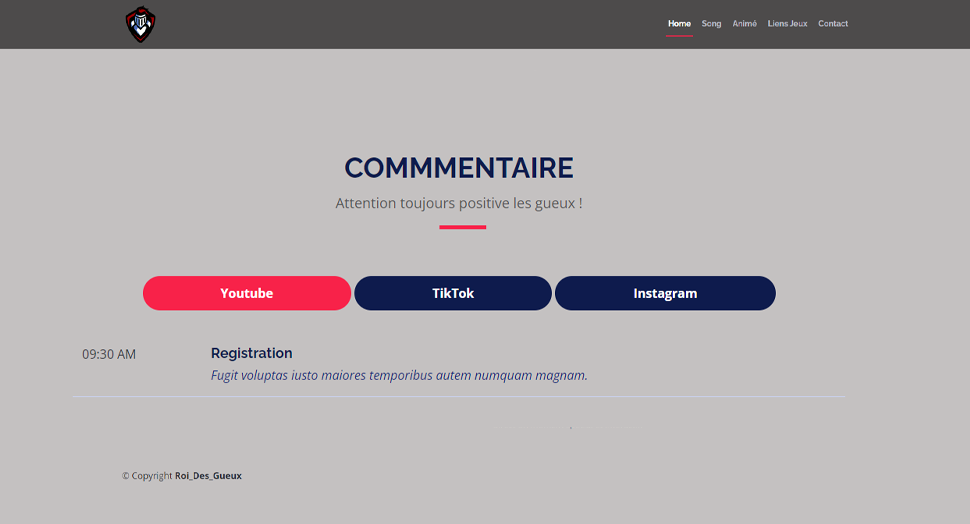 Home Song Animé Liens Jeux Contact
COMMMENTAIRE
Attention toujours positive les gueux !
Youtube TikTok Instagram
09:30 AM Registration
Fugit voluptas iusto maiores temporibus autem numquam magnam.
© Copyright Roi_Des_Gueux